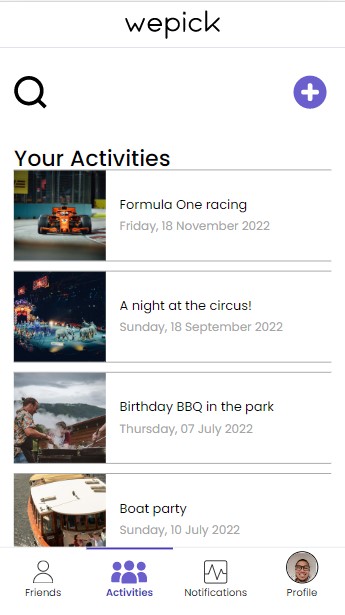 wepick
Your Activities
Formula One racing
Friday, 18 November 2022
A night at the circus!
Sunday, 18 September 2022
Birthday BBQ in the park
Thursday, 07 July 2022
Boat party
Sunday, 10 July 2022
Friends
Activities
Notifications
Profile